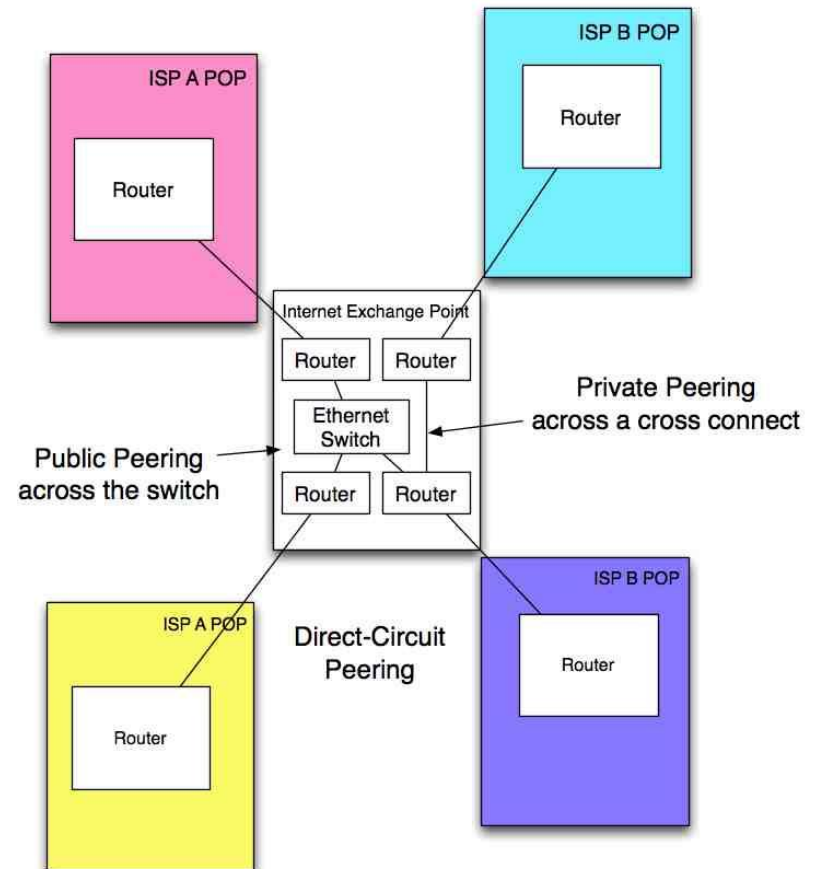 ISP B POP
Router
ISP A POP
Router
Internet Exchange Point
Router
Router
Ethernet
Switch
Router
Router
Private Peering
across a cross connect
Public Peering
across the switch
ISP B POP
Router
ISP A POP
Router
Direct-Circuit
Peering